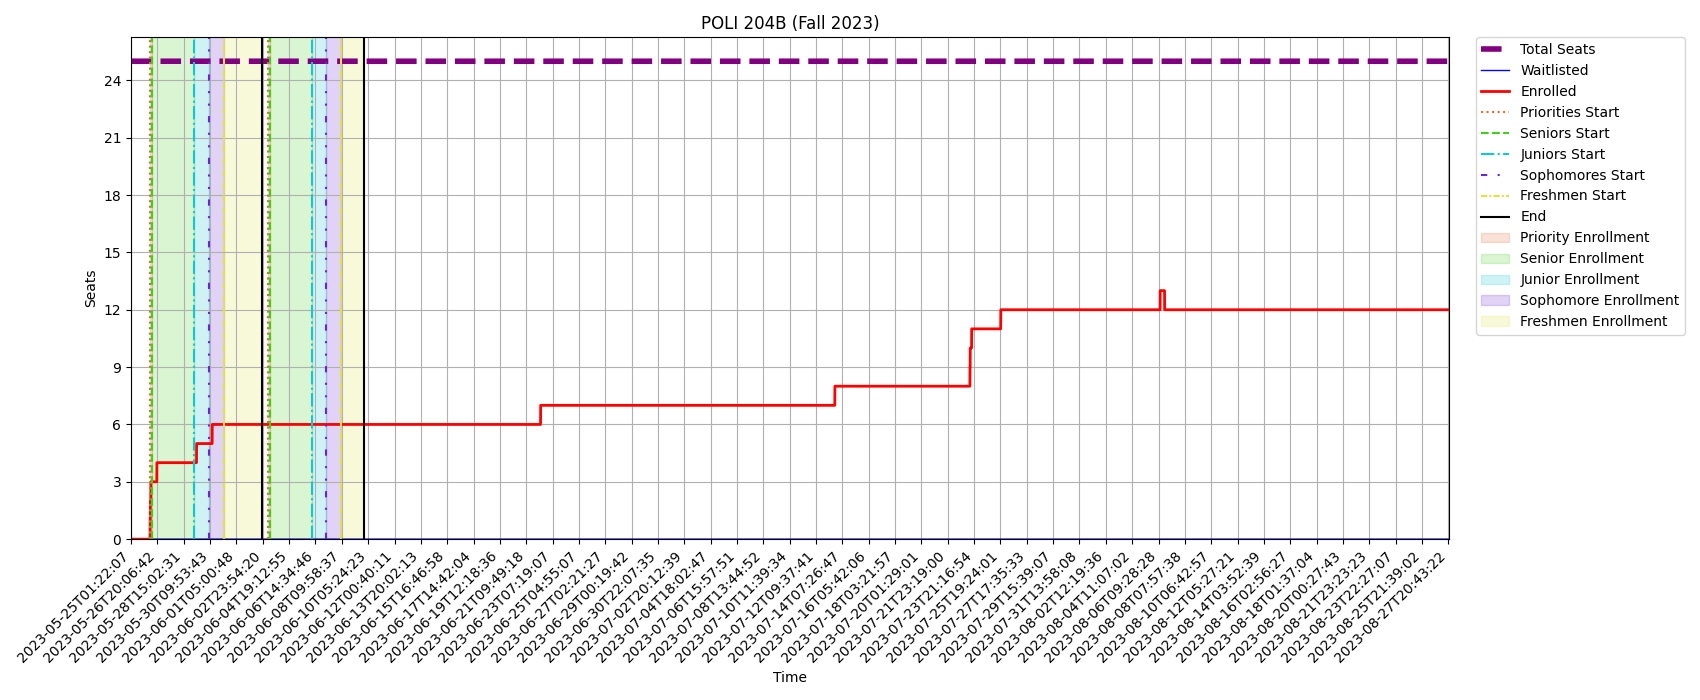 POLI 204B (Fall 2023)
Total Seats
Waitlisted
Enrolled
Priorities Start
Seniors Start
Juniors Start
Sophomores Start
Freshmen Start
End
Priority Enrollment
Senior Enrollment
Junior Enrollment
Sophomore Enrollment
Freshmen Enrollment
Seats
24
21
18
15
12
9
6
3
0
2023-05-25T01:22:07
2023-05-26T20:06:42
2023-05-28T15:02:31
2023-05-30T09:53:43
2023-06-01T05:00:48
2023-06-02T23:54:20
2023-06-04T19:12:55
2023-06-06T14:34:46
2023-06-08T09:58:37
2023-06-10T05:24:23
2023-06-12T00:40:11
2023-06-13T20:02:13
2023-06-15T16:46:58
2023-06-17T14:42:04
2023-06-19T12:18:36
2023-06-21T09:49:18
2023-06-23T07:19:07
2023-06-25T04:55:07
2023-06-27T02:21:27
2023-06-29T00:19:42
2023-06-30T22:07:35
2023-07-02T20:12:39
2023-07-04T18:02:47
2023-07-06T15:57:51
2023-07-08T13:44:52
2023-07-10T11:39:34
2023-07-12T09:37:41
2023-07-14T07:26:47
2023-07-16T05:42:06
2023-07-18T03:21:57
2023-07-20T01:29:01
2023-07-21T23:19:00
2023-07-23T21:16:54
2023-07-25T19:24:01
2023-07-27T17:35:33
2023-07-29T15:39:07
2023-07-31T13:58:08
2023-08-02T12:19:36
2023-08-04T11:07:02
2023-08-06T09:28:28
2023-08-08T07:57:38
2023-08-10T06:42:57
2023-08-12T05:27:21
2023-08-14T03:52:39
2023-08-16T02:56:27
2023-08-18T01:37:04
2023-08-20T00:27:43
2023-08-21T23:23:23
2023-08-23T22:27:07
2023-08-25T21:39:02
2023-08-27T20:43:22
Time